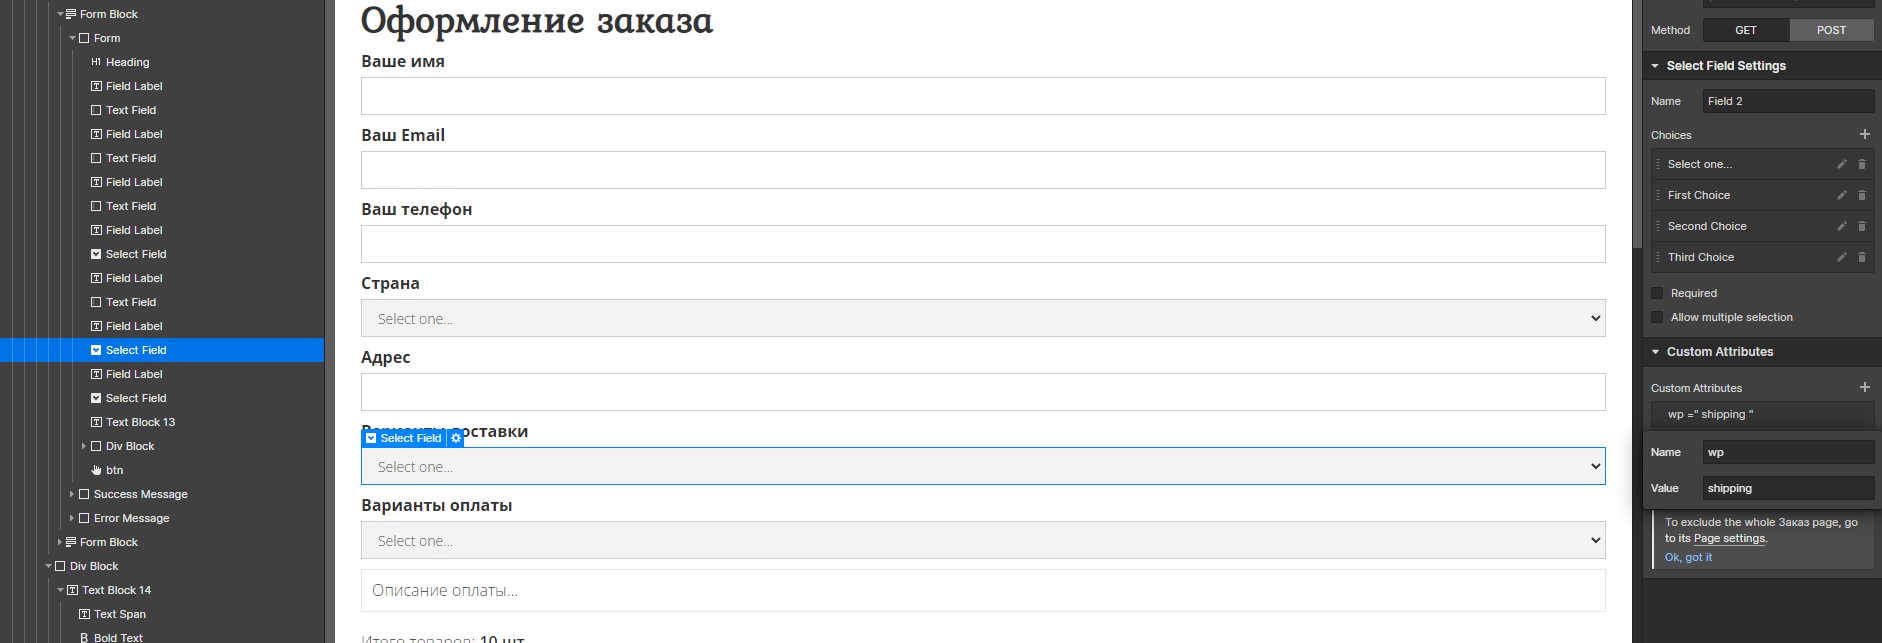 Form Block
Form
H1 Heading
Field Label
Text Field
Field Label
Text Field
Field Label
Text Field
Field Label
Select Field
Field Label
Text Field
Field Label
Select Field
Field Label
Select Field
Text Block 13
Div Block
btn
Success Message
Error Message
Form Block
Div Block
Text Block 14
Text Span
B Bold Text
Оформление заказа
Ваше имя
Ваш Email
Ваш телефон
Страна
Select one...
Адрес
доставки
Select Field
Select one...
Варианты оплаты
Select one...
Описание оплаты...
Итого товаров: 10 шт
Method GET POST
Select Field Settings
Name Field 2
Choices
Select one...
First Choice
Second Choice
Third Choice
Required
Allow multiple selection
Custom Attributes
Custom Attributes
wp =" shipping "
Name wp
Value shipping
To exclude the whole Заказ page, go
to its Page settings.
Ok, got it